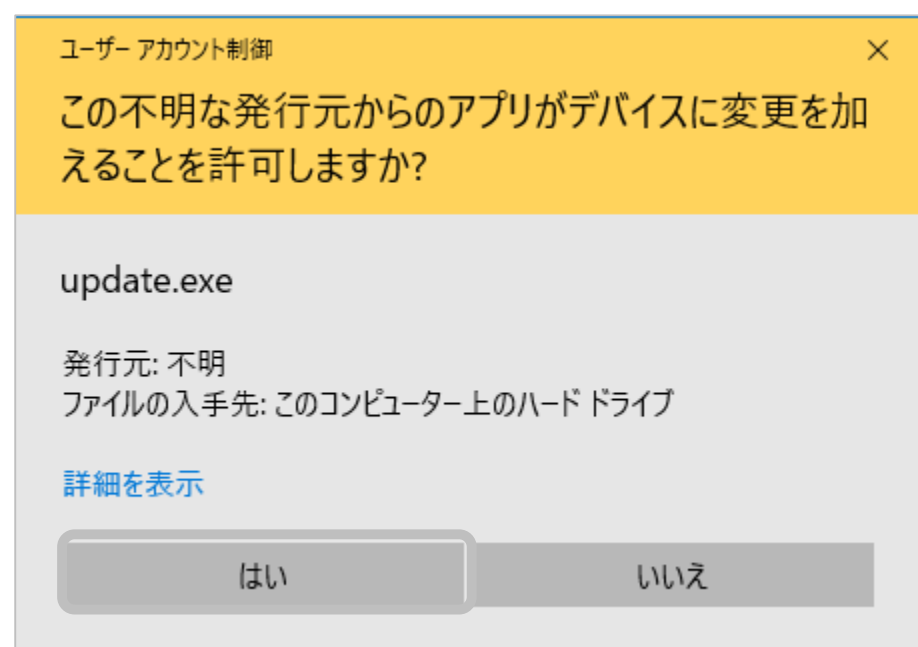 ユーザー アカウント制御
この不明な発行元からのアプリがデバイスに変更を加
えることを許可しますか?
update.exe
発行元: 不明
ファイルの入手先: このコンピューター上のハード ドライブ
詳細を表示
はい
いいえ